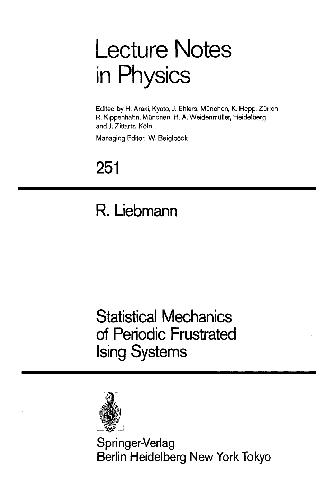 Lecture Notes
in Physics
Edited by H. Araki, Kyoto, J. Ehlers, München, K. Hepp, Zürich
R. Kippenhahn, München, H. A. Weidenmüller, Heidelberg
and J. Zittartz, Köln
Managing Editor: W. Beiglböck
251
R. Liebmann
Statistical Mechanics
of Periodic Frustrated
Ising Systems
Springer-Verlag
Berlin Heidelberg New York Tokyo